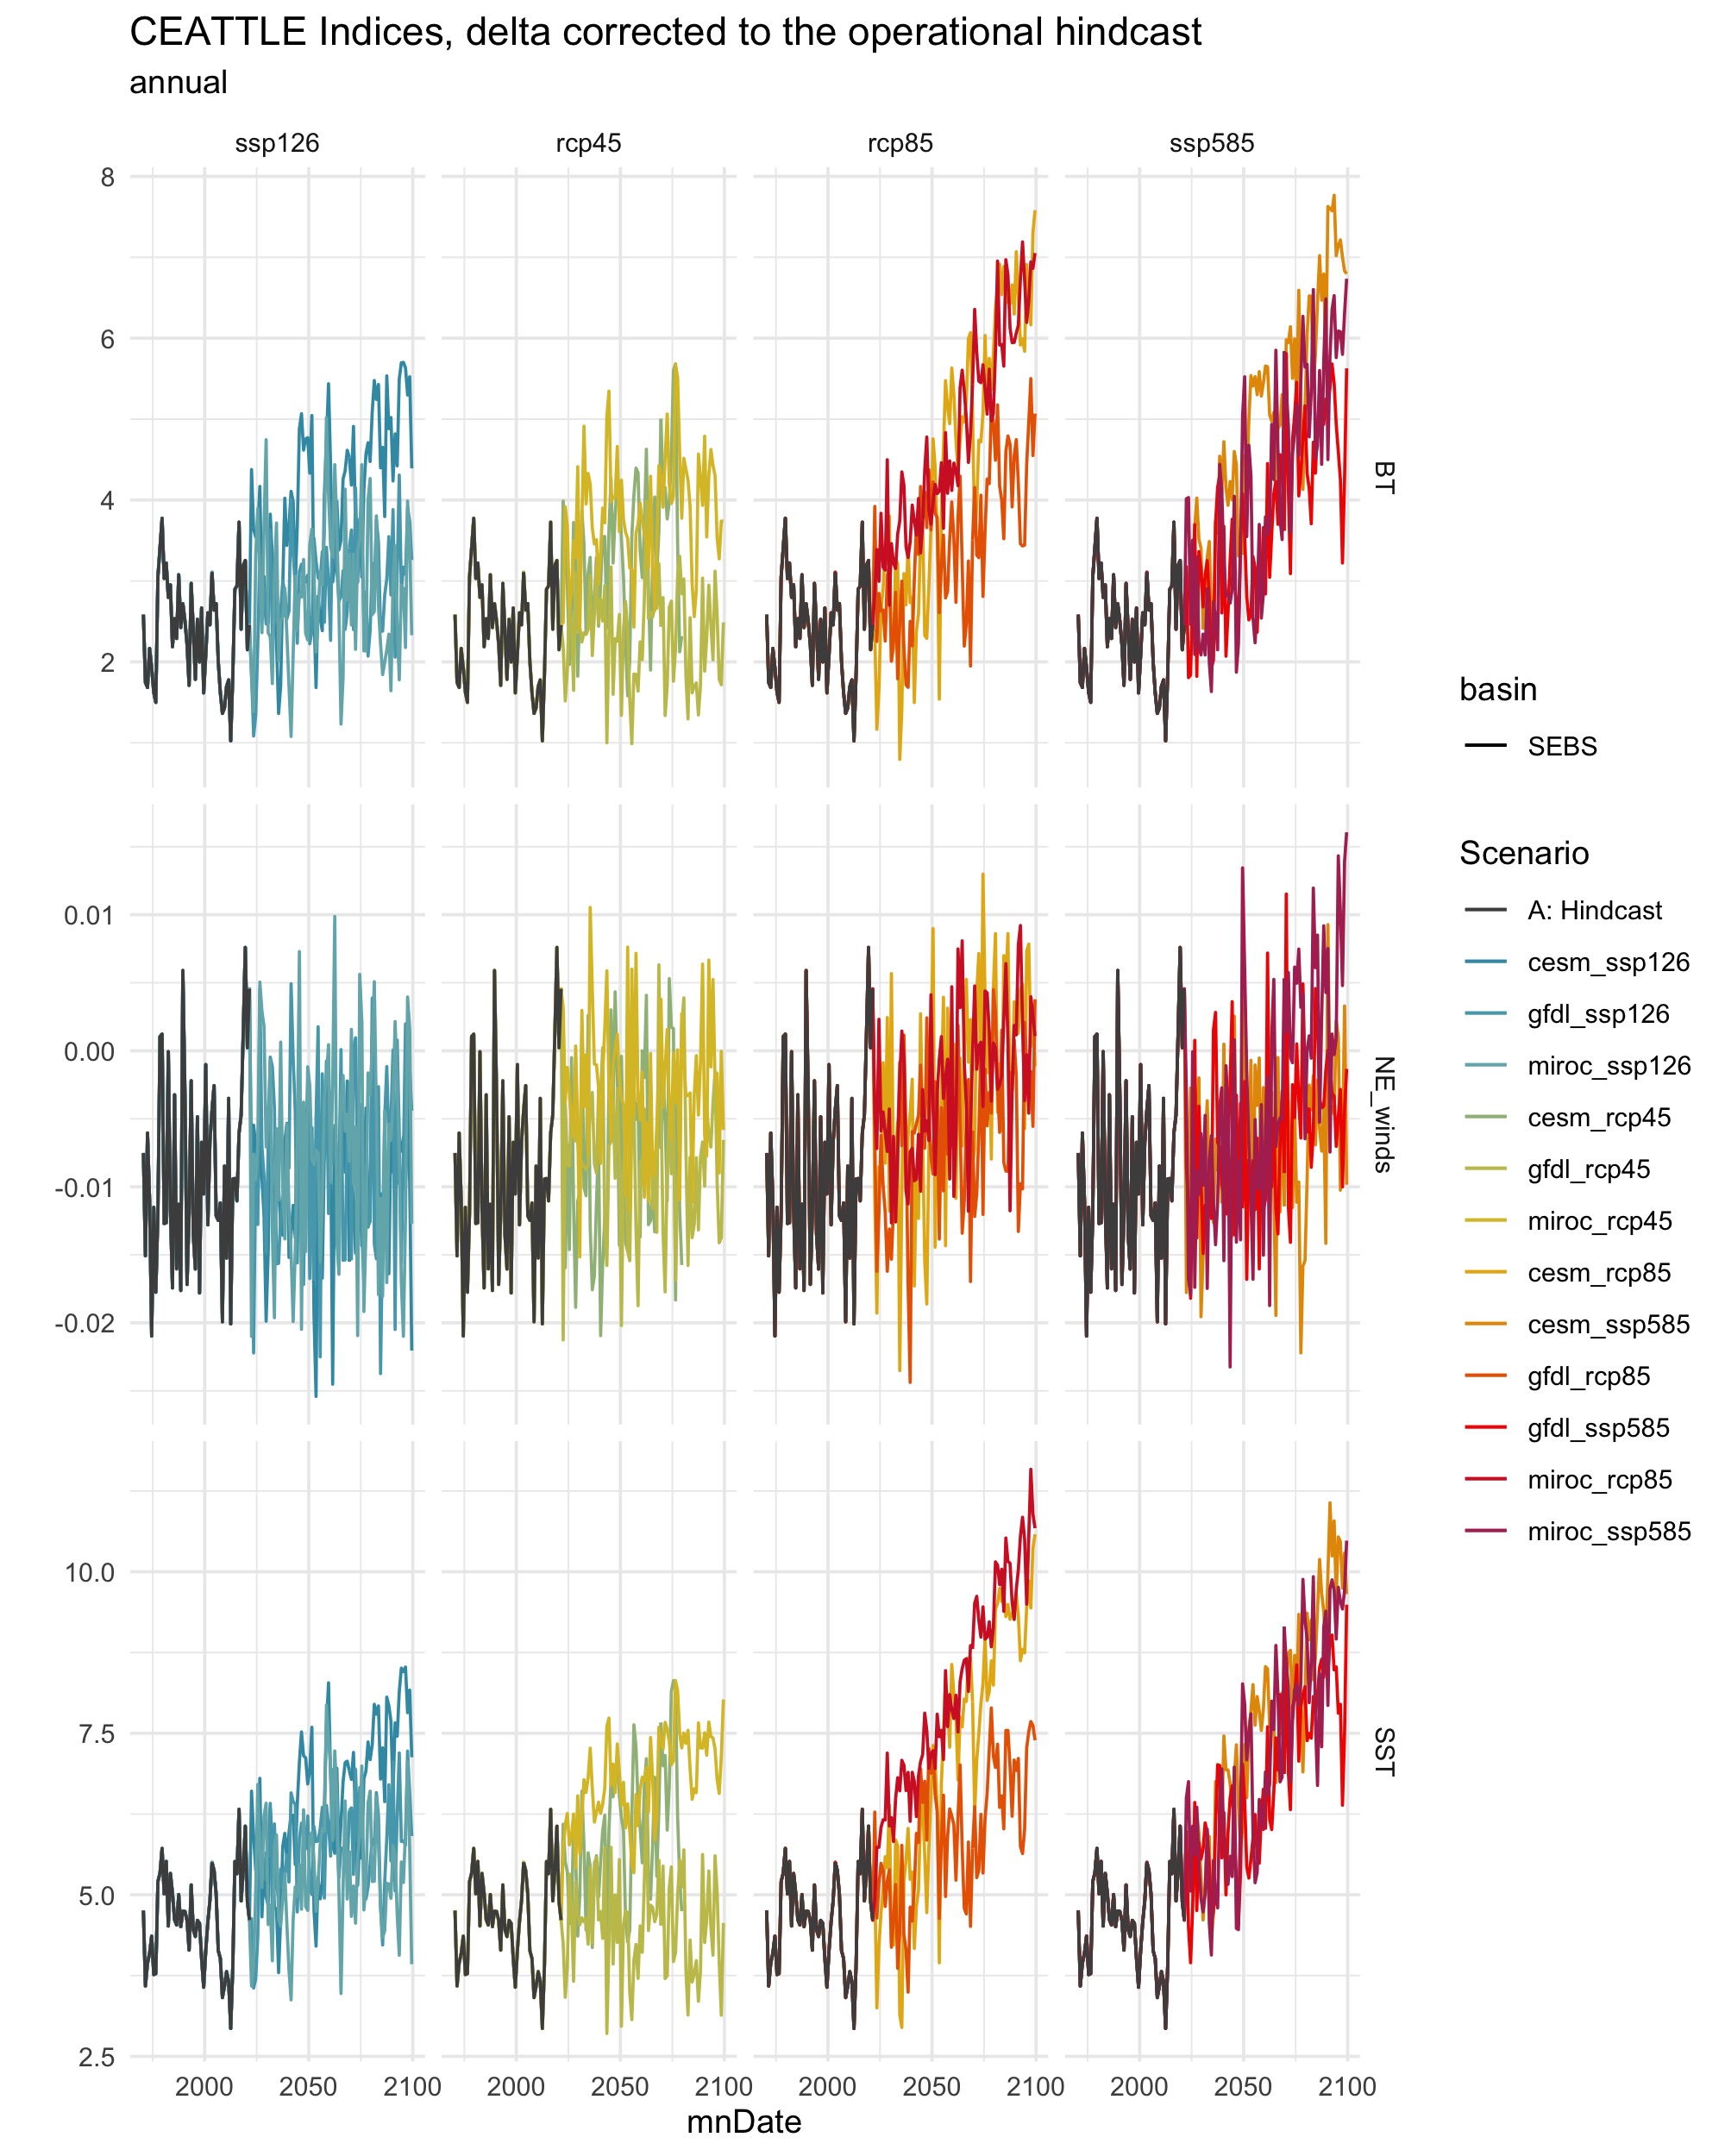 CEATTLE Indices, delta corrected to the operational hindcast
annual
ssp126 rcp45 rcp85 ssp585
8
6
4
2
BT
0.01
0.00
-0.01
-0.02
NE_winds
10.0
7.5
5.0
2.5
SST
2000 2050 2100 2000 2050 2100 2000 2050 2100 2000 2050 2100
mnDate
basin
SEBS
Scenario
A: Hindcast
cesm_ssp126
gfdl_ssp126
miroc_ssp126
cesm_rcp45
gfdl_rcp45
miroc_rcp45
cesm_rcp85
cesm_ssp585
gfdl_rcp85
gfdl_ssp585
miroc_rcp85
miroc_ssp585